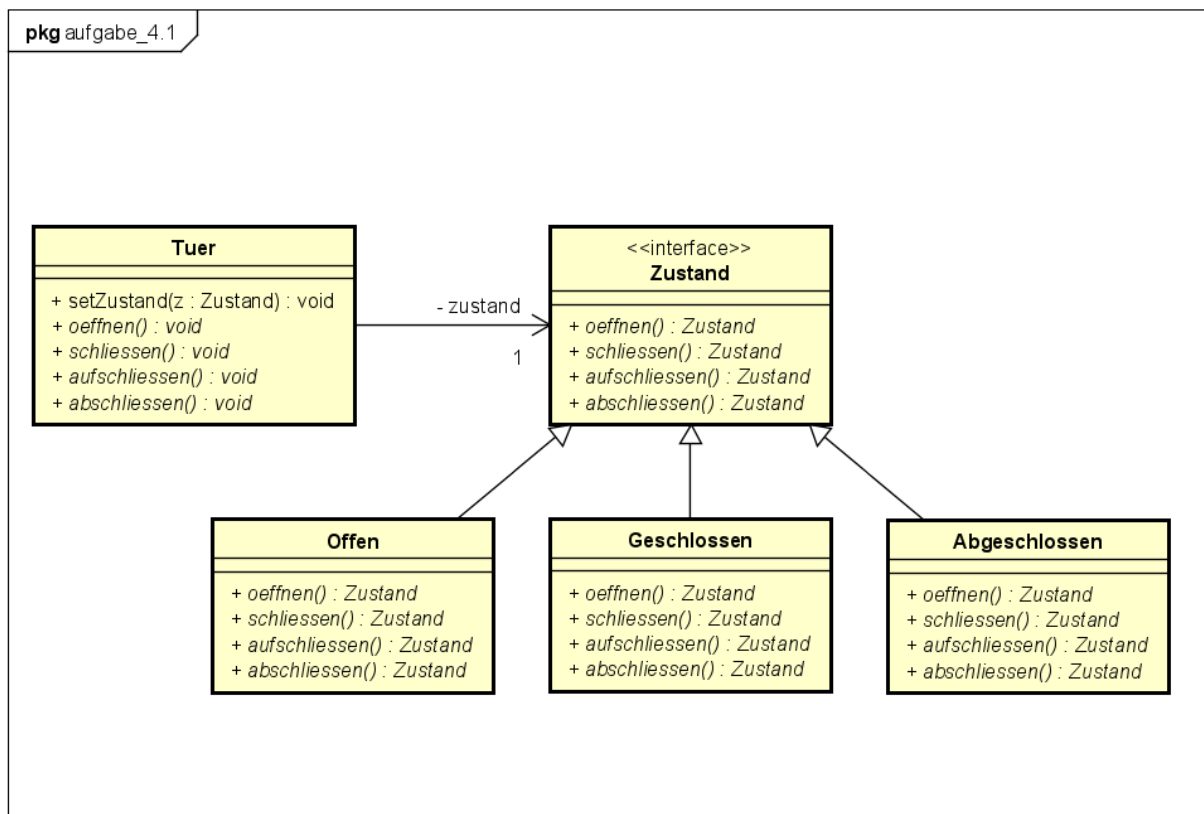 pkg aufgabe_4.1
Tuer
+ setZustand(z : Zustand) : void
+ oeffnen() : void
+ schliessen() : void
+ aufschliessen() : void
+ abschliessen() : void
- zustand
1
<<interface>>
Zustand
+ oeffnen() : Zustand
+ schliessen() : Zustand
+ aufschliessen() : Zustand
+ abschliessen() : Zustand
Offen
+ oeffnen() : Zustand
+ schliessen() : Zustand
+ aufschliessen() : Zustand
+ abschliessen() : Zustand
Geschlossen
+ oeffnen() : Zustand
+ schliessen() : Zustand
+ aufschliessen() : Zustand
+ abschliessen() : Zustand
Abgeschlossen
+ oeffnen() : Zustand
+ schliessen() : Zustand
+ aufschliessen() : Zustand
+ abschliessen() : Zustand